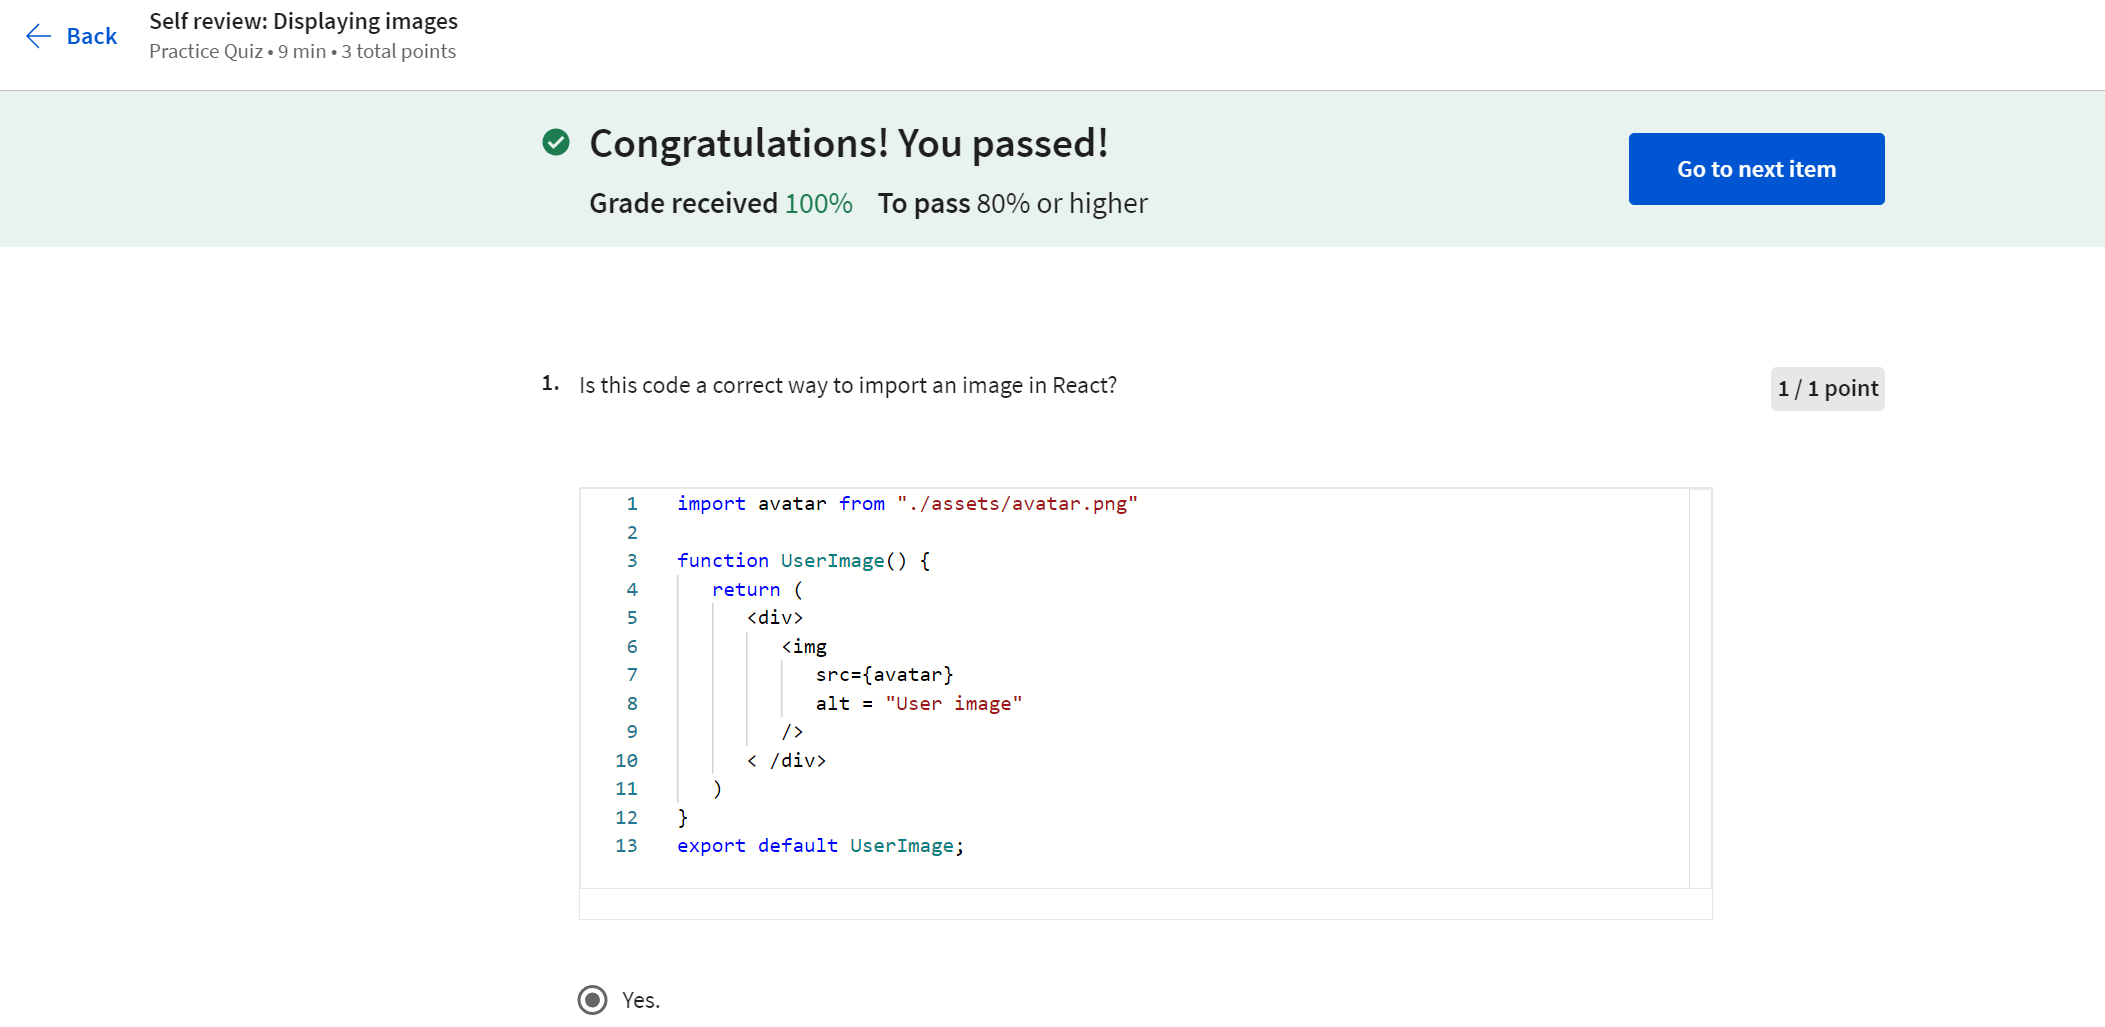 Back
Self review: Displaying images
Practice Quiz • 9 min • 3 total points
Congratulations! You passed!
Grade received 100% To pass 80% or higher
Go to next item
1. Is this code a correct way to import an image in React?
1 / 1 point
1 import avatar from "./assets/avatar.png"
2
3 function UserImage() {
4 return (
5 <div>
6 <img
7 src={avatar}
8 alt = "User image"
9 />
10 < /div>
11 )
12 }
13 export default UserImage;
Yes.